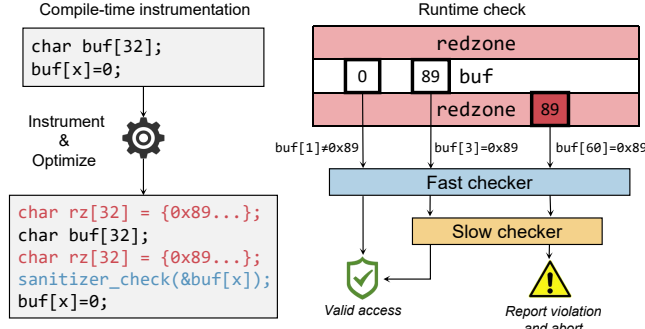 Compile-time instrumentation
char buf[32];
buf[x]=0;
Instrument
&
Optimize
char rz[32] = {0x89...};
char buf[32];
char rz[32] = {0x89...};
sanitizer_check(&buf[x]);
buf[x]=0;
Runtime check
redzone
0
89
buf
redzone
89
buf[1]≠0x89
buf[3]=0x89
buf[60]=0x89
Fast checker
Slow checker
Valid access
Report violation
and abort